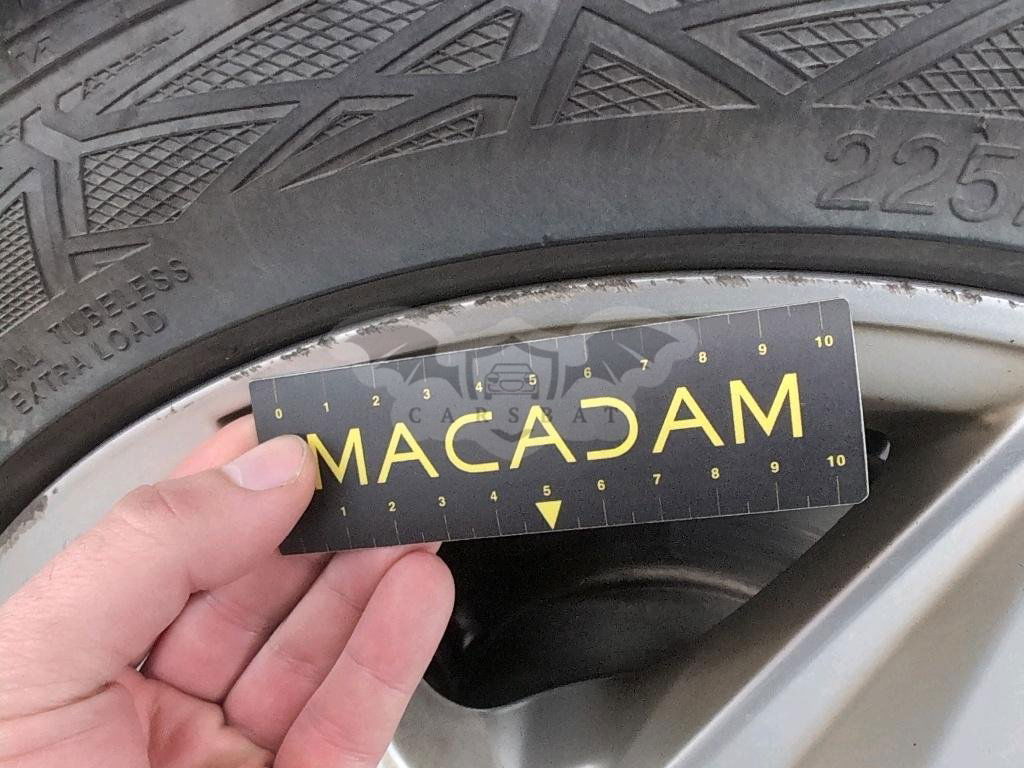 225/
AL TUBELESS
EXTRA LOAD
0 1 2 3 4 5 6 7 8 9 10
MACADAM
CARSBAT
1 2 3 4 5 6 7 8 9 10